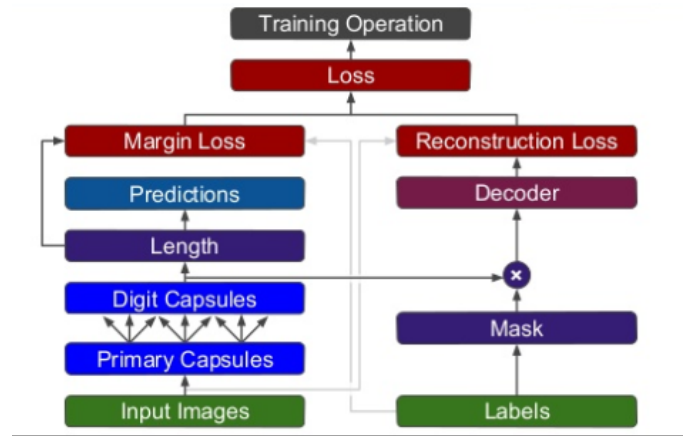 Training Operation
Loss
Margin Loss
Reconstruction Loss
Predictions
Decoder
Length
×
Digit Capsules
Mask
Primary Capsules
Input Images
Labels